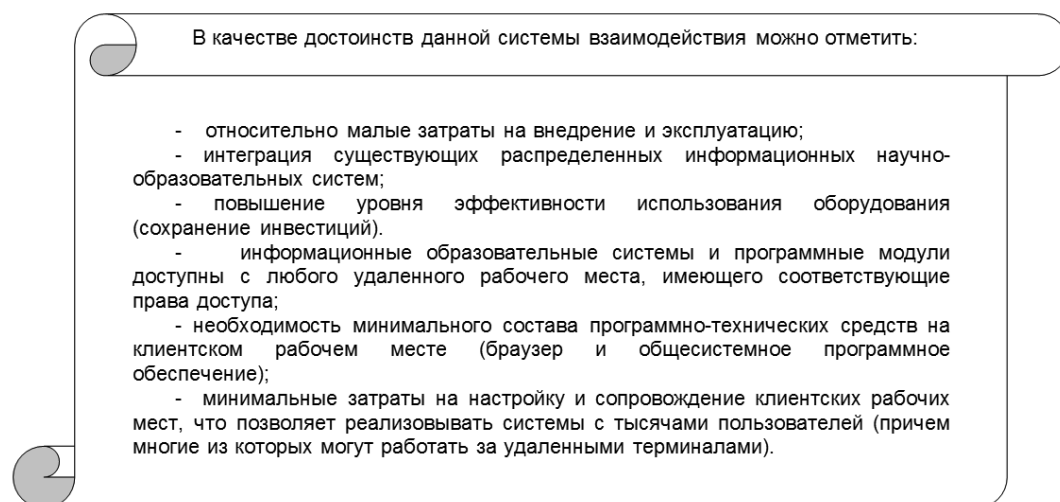 В качестве достоинств данной системы взаимодействия можно отметить:
- относительно малые затраты на внедрение и эксплуатацию;
- интеграция существующих распределенных информационных научно-
образовательных систем;
- повышение уровня эффективности использования оборудования
(сохранение инвестиций).
- информационные образовательные системы и программные модули
доступны с любого удаленного рабочего места, имеющего соответствующие
права доступа;
- необходимость минимального состава программно-технических средств на
клиентском рабочем месте (браузер и общесистемное программное
обеспечение);
- минимальные затраты на настройку и сопровождение клиентских рабочих
мест, что позволяет реализовывать системы с тысячами пользователей (причем
многие из которых могут работать за удаленными терминалами).